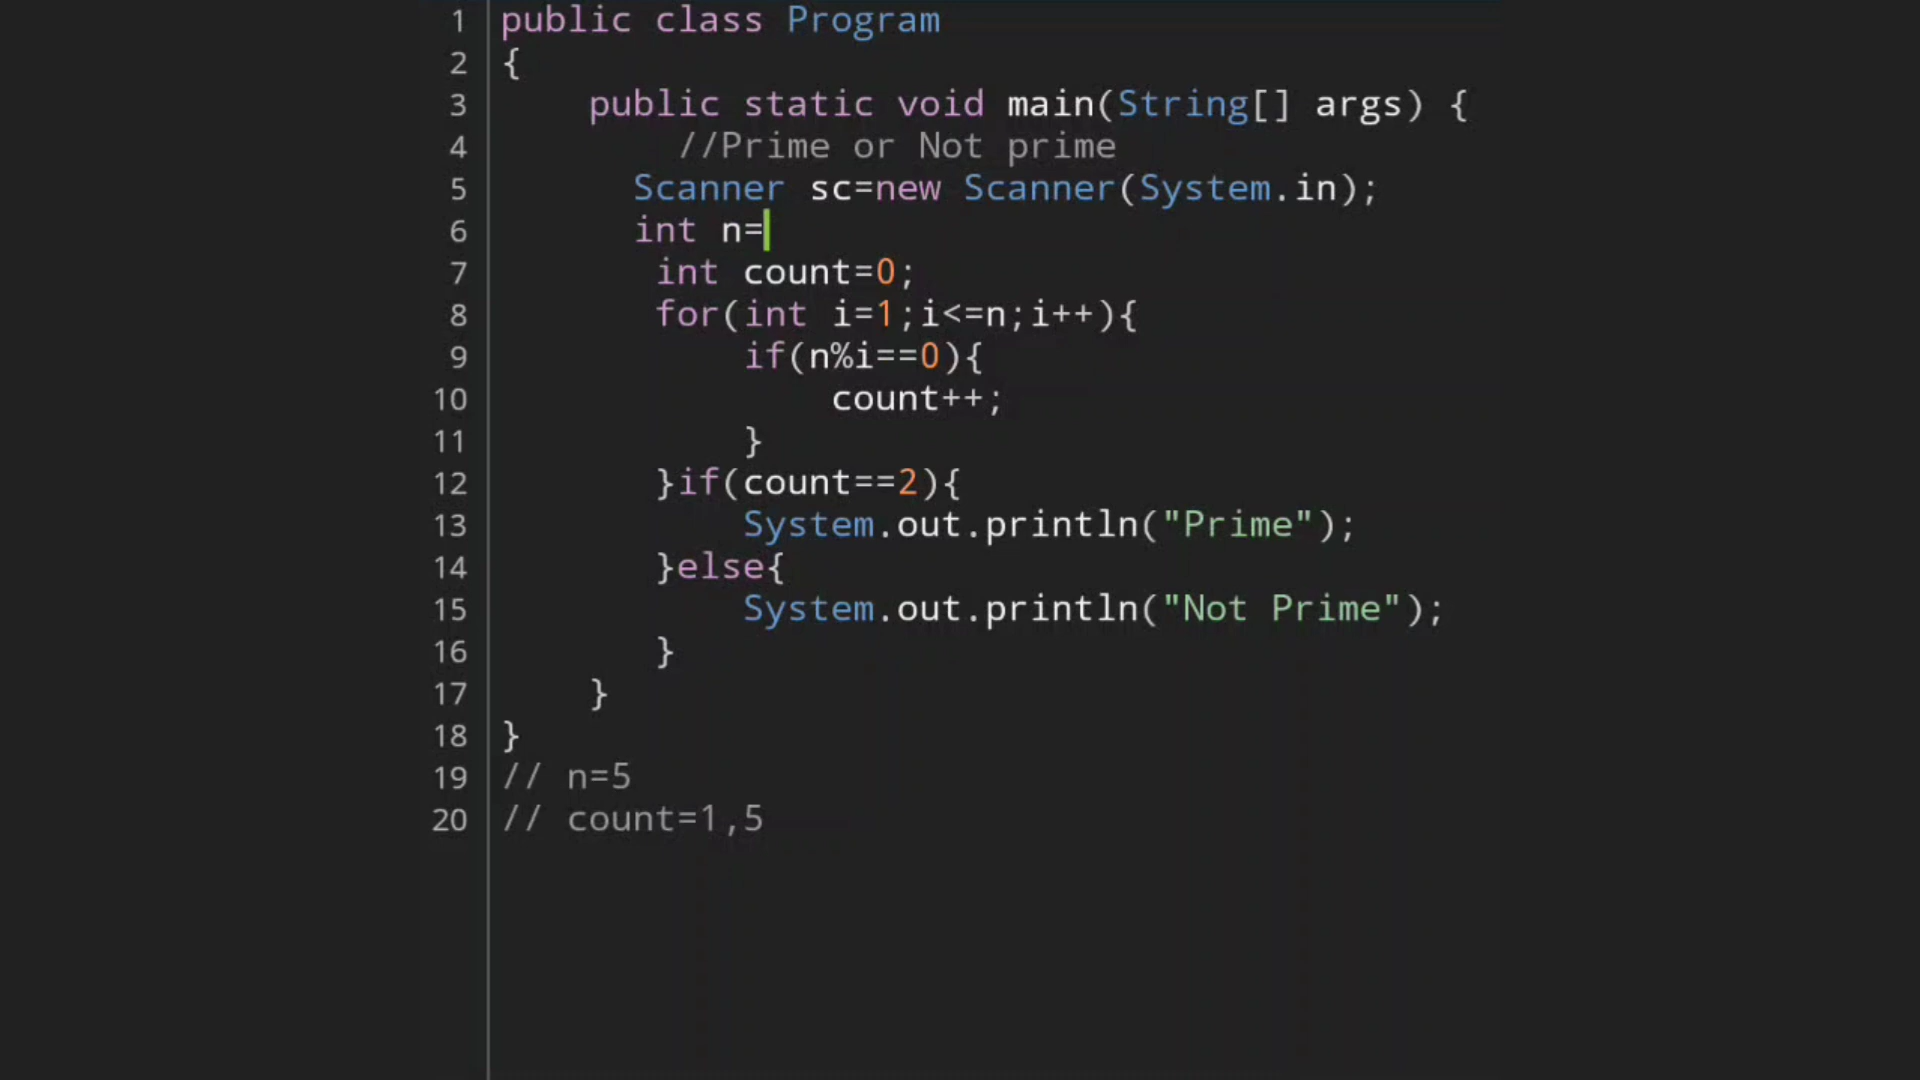 1 public class Program
2 {
3 public static void main(String[] args) {
4 //Prime or Not prime
5 Scanner sc=new Scanner(System.in);
6 int n=
7 int count=0;
8 for(int i=1;i<=n;i++){
9 if(n%i==0){
10 count++;
11 }
12 }if(count==2){
13 System.out.println("Prime");
14 }else{
15 System.out.println("Not Prime");
16 }
17 }
18 }
19 // n=5
20 // count=1,5